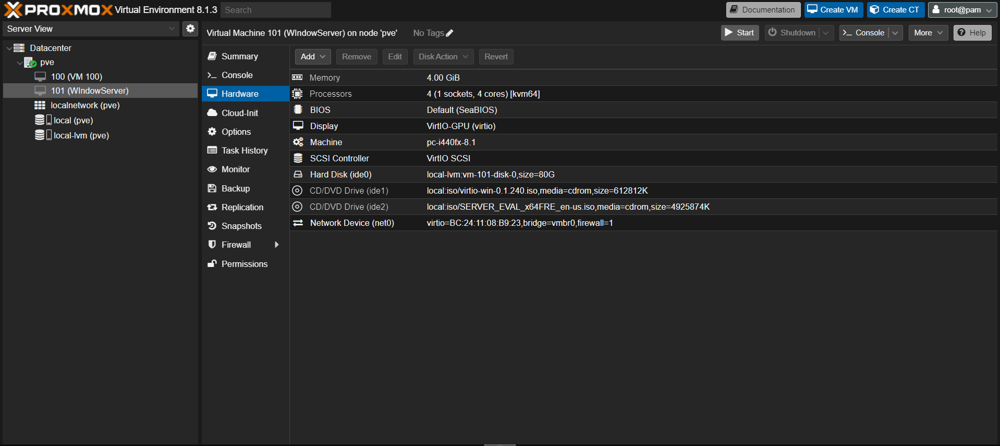 PROXMOX Virtual Environment 8.1.3 Search Documentation Create VM Create CT root@pam
Server View
Virtual Machine 101 (WIndowServer) on node 'pve' No Tags Start Shutdown Console More Help
Datacenter
pve
100 (VM 100)
101 (WIndowServer)
localnetwork (pve)
local (pve)
local-lvm (pve)
Summary
Console
Hardware
Cloud-Init
Options
Task History
Monitor
Backup
Replication
Snapshots
Firewall
Permissions
Add Remove Edit Disk Action Revert
Memory 4.00 GiB
Processors 4 (1 sockets, 4 cores) [kvm64]
BIOS Default (SeaBIOS)
Display VirtIO-GPU (virtio)
Machine pc-i440fx-8.1
SCSI Controller VirtIO SCSI
Hard Disk (ide0) local-lvm:vm-101-disk-0,size=80G
CD/DVD Drive (ide1) local:iso/virtio-win-0.1.240.iso,media=cdrom,size=612812K
CD/DVD Drive (ide2) local:iso/SERVER_EVAL_x64FRE_en-us.iso,media=cdrom,size=4925874K
Network Device (net0) virtio=BC:24:11:08:B9:23,bridge=vmbr0,firewall=1